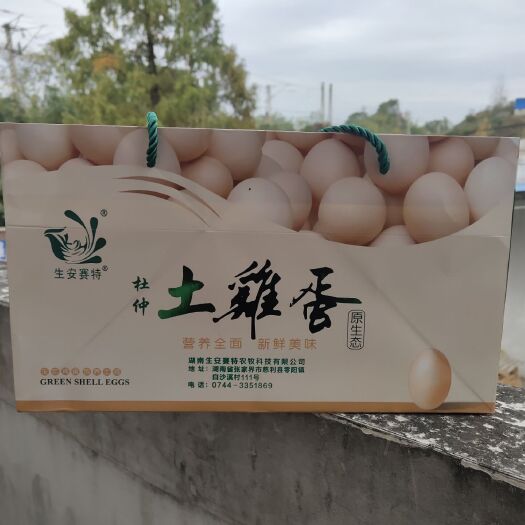 生安赛特®
杜仲
土雞蛋
原生态
营养全面 新鲜美味
湖南生安赛特农牧科技有限公司
地 址：湖南省张家界市慈利县零阳镇
白沙溪村111号
电 话：0744-3351869
GREEN SHELL EGGS